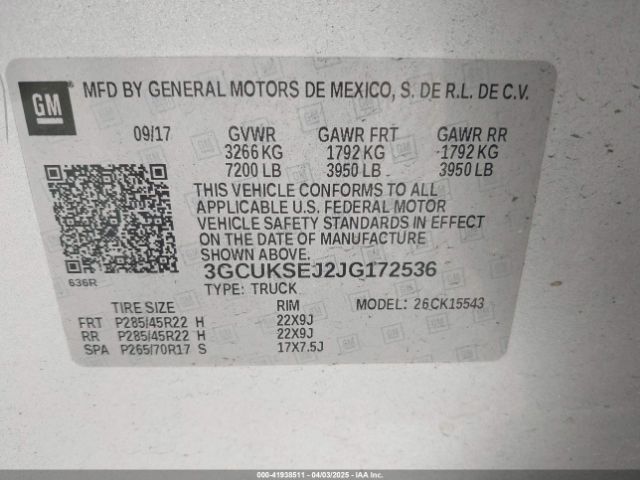 GM
MFD BY GENERAL MOTORS DE MEXICO, S. DE R.L. DE C.V.
09/17 GVWR GAWR FRT GAWR RR
3266 KG 1792 KG 1792 KG
7200 LB 3950 LB 3950 LB
THIS VEHICLE CONFORMS TO ALL
APPLICABLE U.S. FEDERAL MOTOR
VEHICLE SAFETY STANDARDS IN EFFECT
ON THE DATE OF MANUFACTURE
SHOWN ABOVE.
636R
3GCUKSEJ2JG172536
TYPE: TRUCK MODEL: 26CK15543
TIRE SIZE RIM
FRT P285/45R22 H 22X9J
RR P285/45R22 H 22X9J
SPA P265/70R17 S 17X7.5J
000-41938511 - 04/03/2025 - IAAI.CA